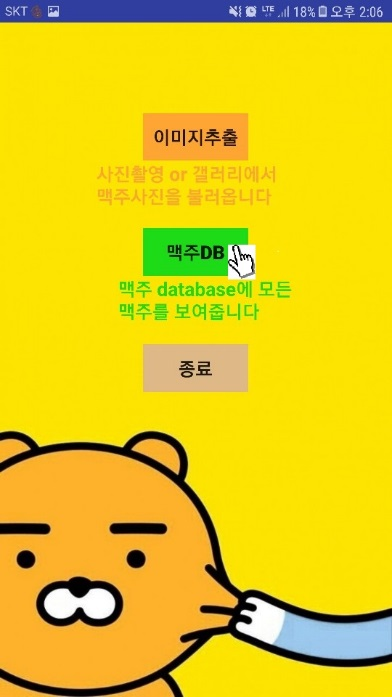 SKT LTE 18% 오후 2:06
이미지추출
사진촬영 or 갤러리에서
맥주사진을 불러옵니다
맥주DB
맥주 database에 모든
맥주를 보여줍니다
종료